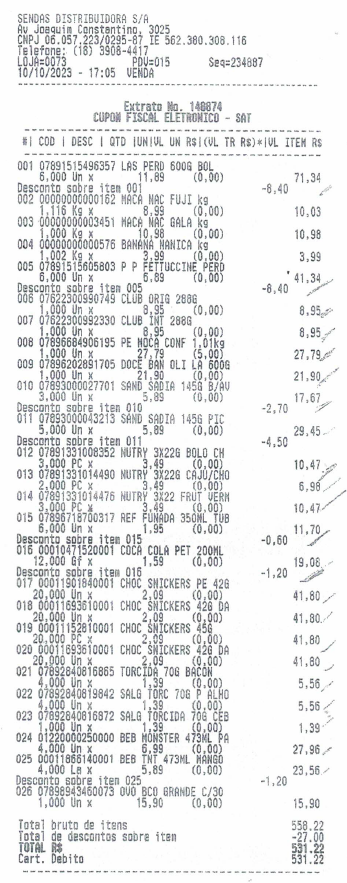 SENDAS DISTRIBUIDORA S/A
Av Joaquim Constantino, 3025
CNPJ 06.057.223/0295-87 IE 562.380.308.116
Telefone: (18) 3908-4417
LOJA=0073 PDV=015 Seq=234887
10/10/2023 - 17:05 VENDA
Extrato No. 148874
CUPOM FISCAL ELETRONICO - SAT
#| COD | DESC | QTD |UN|VL UN R$|(VL TR R$)*|VL ITEM R$
001 07891515496357 LAS PERD 600G BOL
6,000 Un x 11,89 (0,00) 71,34
Desconto sobre item 001 -8,40
002 00000000000162 MACA NAC FUJI kg
1,116 Kg x 8,99 (0,00) 10,03
003 00000000003451 MACA NAC GALA kg
1,000 Kg x 10,98 (0,00) 10,98
004 00000000000576 BANANA NANICA kg
1,002 Kg x 3,99 (0,00) 3,99
005 07891515605803 P P FETTUCCINE PERD
6,000 Un x 6,89 (0,00) 41,34
Desconto sobre item 005 -8,40
006 07622300990749 CLUB ORIG 288G
1,000 Un x 8,95 (0,00) 8,95
007 07622300992330 CLUB INT 288G
1,000 Un x 8,95 (0,00) 8,95
008 07896684906195 PE MOCA CONF 1,01kg
1,000 Un x 27,79 (5,00) 27,79
009 07896202891705 DOCE BAN OLI LA 600G
1,000 Un x 21,90 (0,00) 21,90
010 07893000027701 SAND SADIA 145G B/AV
3,000 Un x 5,89 (0,00) 17,67
Desconto sobre item 010 -2,70
011 07893000043213 SAND SADIA 145G PIC
5,000 Un x 5,89 (0,00) 29,45
Desconto sobre item 011 -4,50
012 07891331008352 NUTRY 3X22G BOLO CH
3,000 PC x 3,49 (0,00) 10,47
013 07891331014490 NUTRY 3X22G CAJU/CHO
2,000 PC x 3,49 (0,00) 6,98
014 07891331014476 NUTRY 3X22 FRUT VERM
3,000 PC x 3,49 (0,00) 10,47
015 07896718700317 REF FUNADA 350ML TUB
6,000 Un x 1,95 (0,00) 11,70
Desconto sobre item 015 -0,60
016 00010471520001 COCA COLA PET 200ML
12,000 Gf x 1,59 (0,00) 19,08
Desconto sobre item 016 -1,20
017 00011901840001 CHOC SNICKERS PE 42G
20,000 Un x 2,09 (0,00) 41,80
018 00011693610001 CHOC SNICKERS 42G DA
20,000 Un x 2,09 (0,00) 41,80
019 00011152810001 CHOC SNICKERS 45G
20,000 PC x 2,09 (0,00) 41,80
020 00011693610001 CHOC SNICKERS 42G DA
20,000 Un x 2,09 (0,00) 41,80
021 07892840816865 TORCIDA 70G BACON
4,000 Un x 1,39 (0,00) 5,56
022 07892840819842 SALG TORC 70G P ALHO
4,000 Un x 1,39 (0,00) 5,56
023 07892840816872 SALG TORCIDA 70G CEB
1,000 Un x 1,39 (0,00) 1,39
024 01220000250000 BEB MONSTER 473ML PA
4,000 Un x 6,99 (0,00) 27,96
025 00011866140001 BEB TNT 473ML MANGO
4,000 La x 5,89 (0,00) 23,56
Desconto sobre item 025 -1,20
026 07898943460073 OVO BCO GRANDE C/30
1,000 Un x 15,90 (0,00) 15,90
Total bruto de itens 558.22
Total de descontos sobre item -27.00
TOTAL R$ 531.22
Cart. Debito 531.22